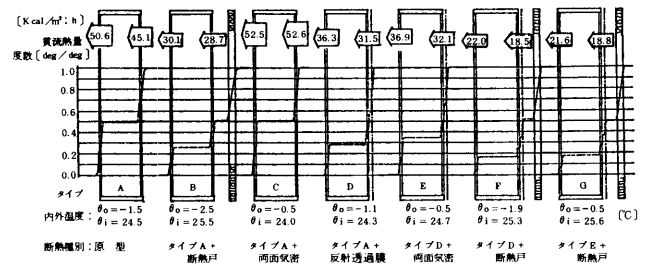 [Kcal/m²·h]
貫流熱量
50.6 45.1 30.1 28.7 52.5 52.6 36.3 31.5 36.9 32.1 22.0 18.5 21.6 18.8
度数[deg/deg]
1.0
0.8
0.6
0.4
0.2
0.0
タイプ A B C D E F G
内外温度: θo=-1.5 θo=-2.5 θo=-0.5 θo=-1.1 θo=-0.5 θo=-1.9 θo=-0.5 [℃]
θi=24.5 θi=25.5 θi=24.0 θi=24.3 θi=24.7 θi=25.3 θi=25.6
断熱種別:原型 タイプA+ タイプA+ タイプA+ タイプD+ タイプD+ タイプE+
断熱戸 両面気密 反射透過膜 両面気密 断熱戸 断熱戸